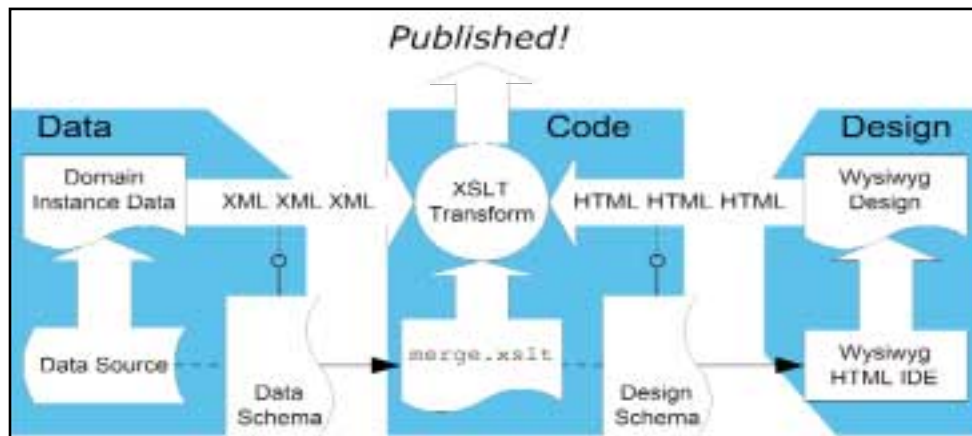 Published!
Data
Code
Design
Domain
Instance Data
XML XML XML
XSLT
Transform
HTML HTML HTML
Wysiwyg
Design
Data Source
Data
Schema
merge.xslt
Design
Schema
Wysiwyg
HTML IDE